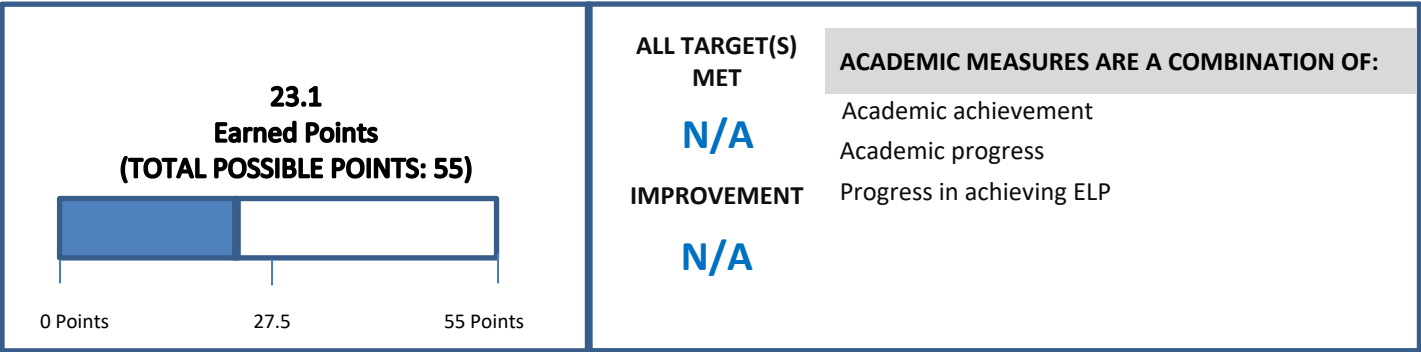 23.1
Earned Points
(TOTAL POSSIBLE POINTS: 55)
0 Points
27.5
55 Points
ALL TARGET(S)
MET
N/A
IMPROVEMENT
N/A
ACADEMIC MEASURES ARE A COMBINATION OF:
Academic achievement
Academic progress
Progress in achieving ELP